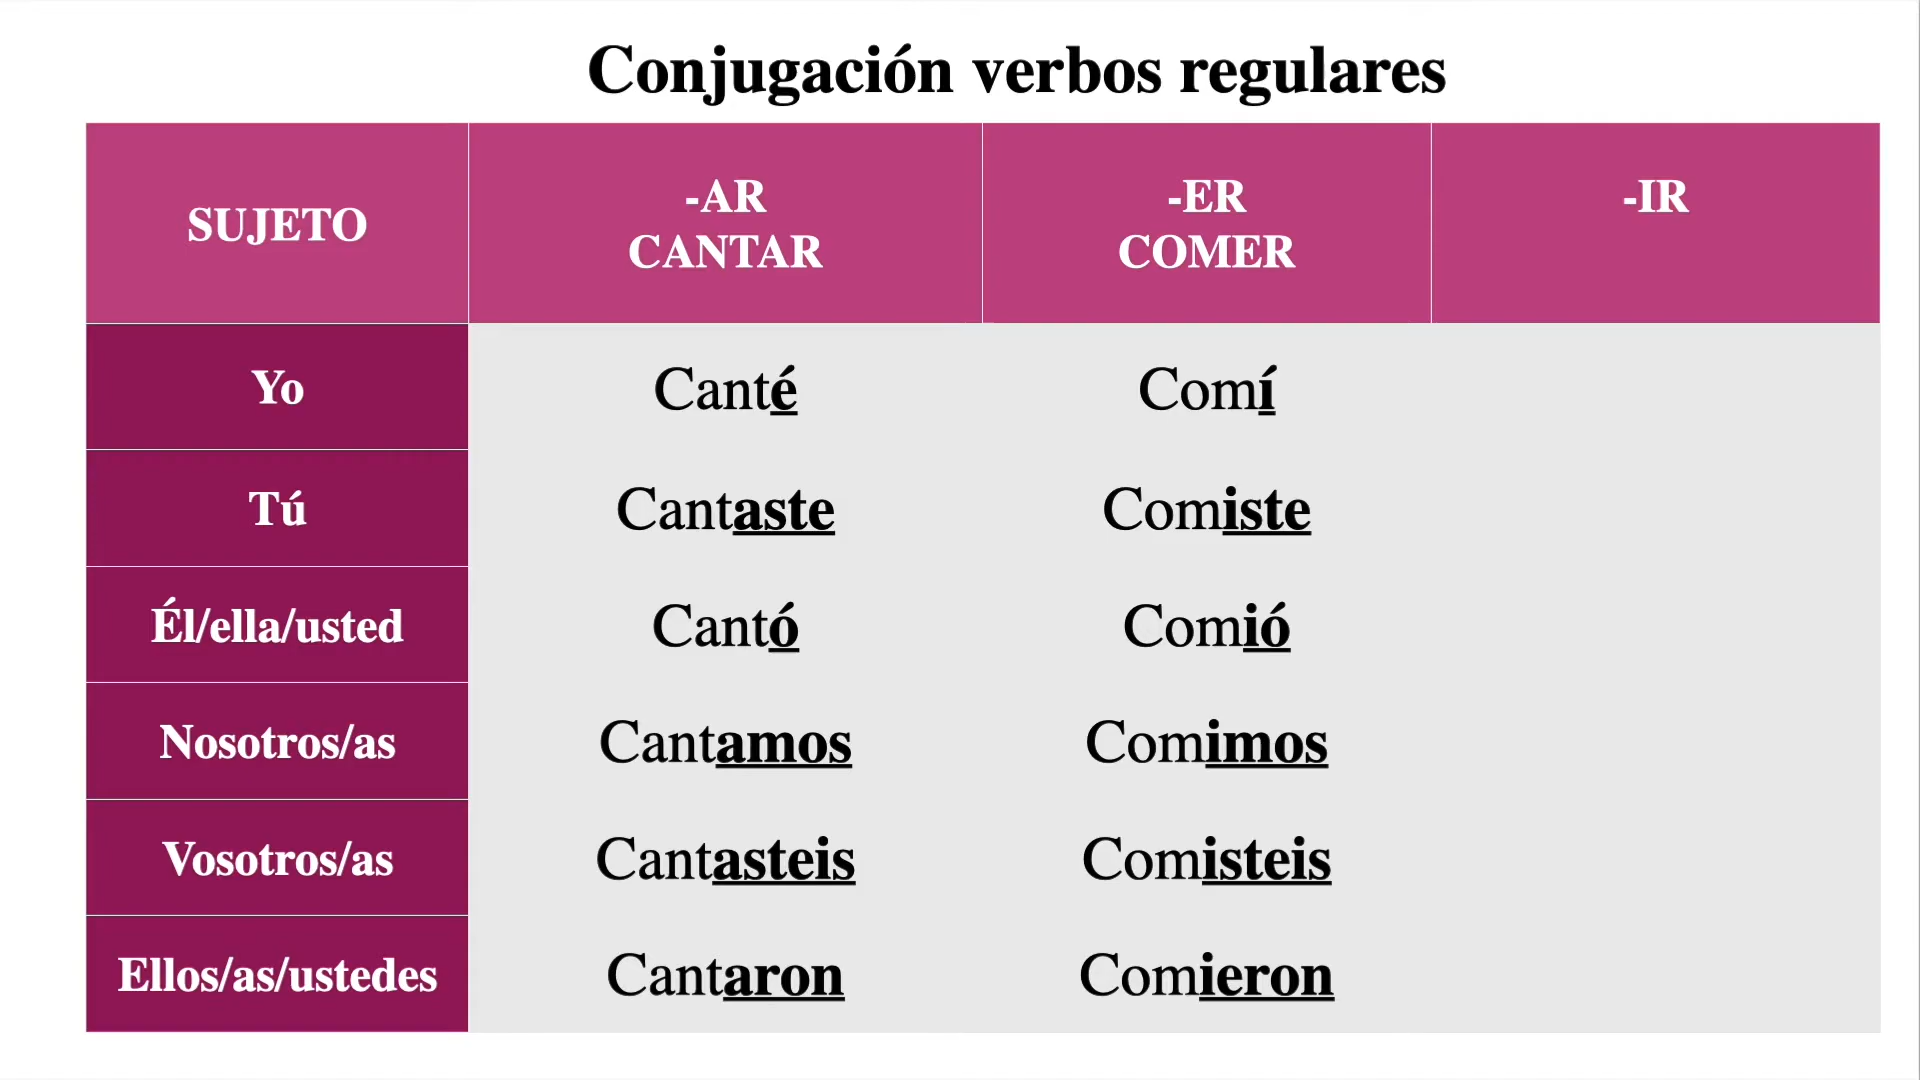 Conjugación verbos regulares
SUJETO
-AR
CANTAR
-ER
COMER
-IR
Yo
Canté
Comí
Tú
Cantaste
Comiste
Él/ella/usted
Cantó
Comió
Nosotros/as
Cantamos
Comimos
Vosotros/as
Cantasteis
Comisteis
Ellos/as/ustedes
Cantaron
Comieron